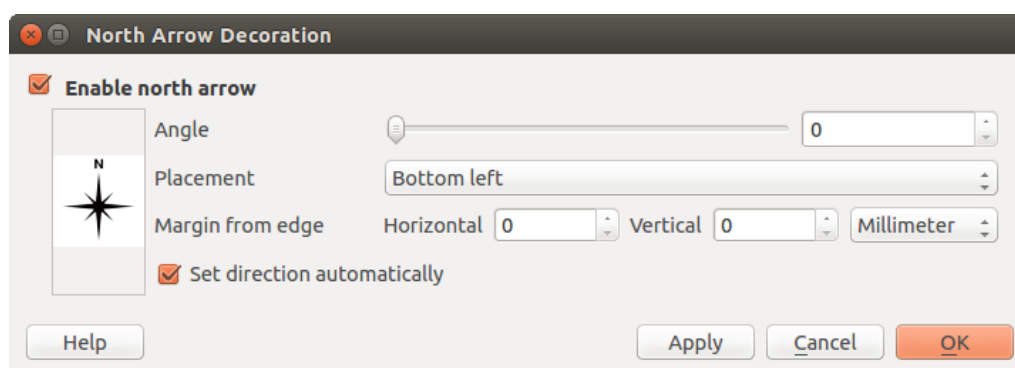 North Arrow Decoration
Enable north arrow
Angle 0
N
Placement Bottom left
Margin from edge Horizontal 0 Vertical 0 Millimeter
Set direction automatically
Help Apply Cancel OK